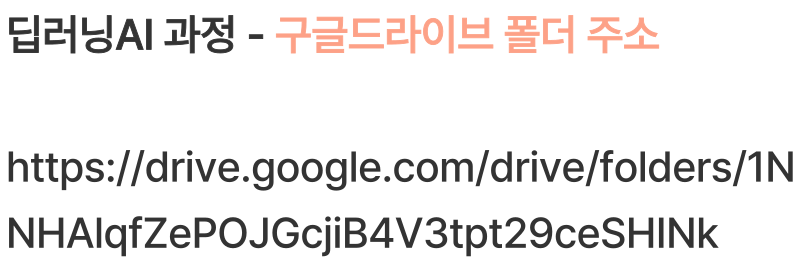 딥러닝AI 과정 - 구글드라이브 폴더 주소
https://drive.google.com/drive/folders/1N
NHAIqfZePOJGcjiB4V3tpt29ceSHINk